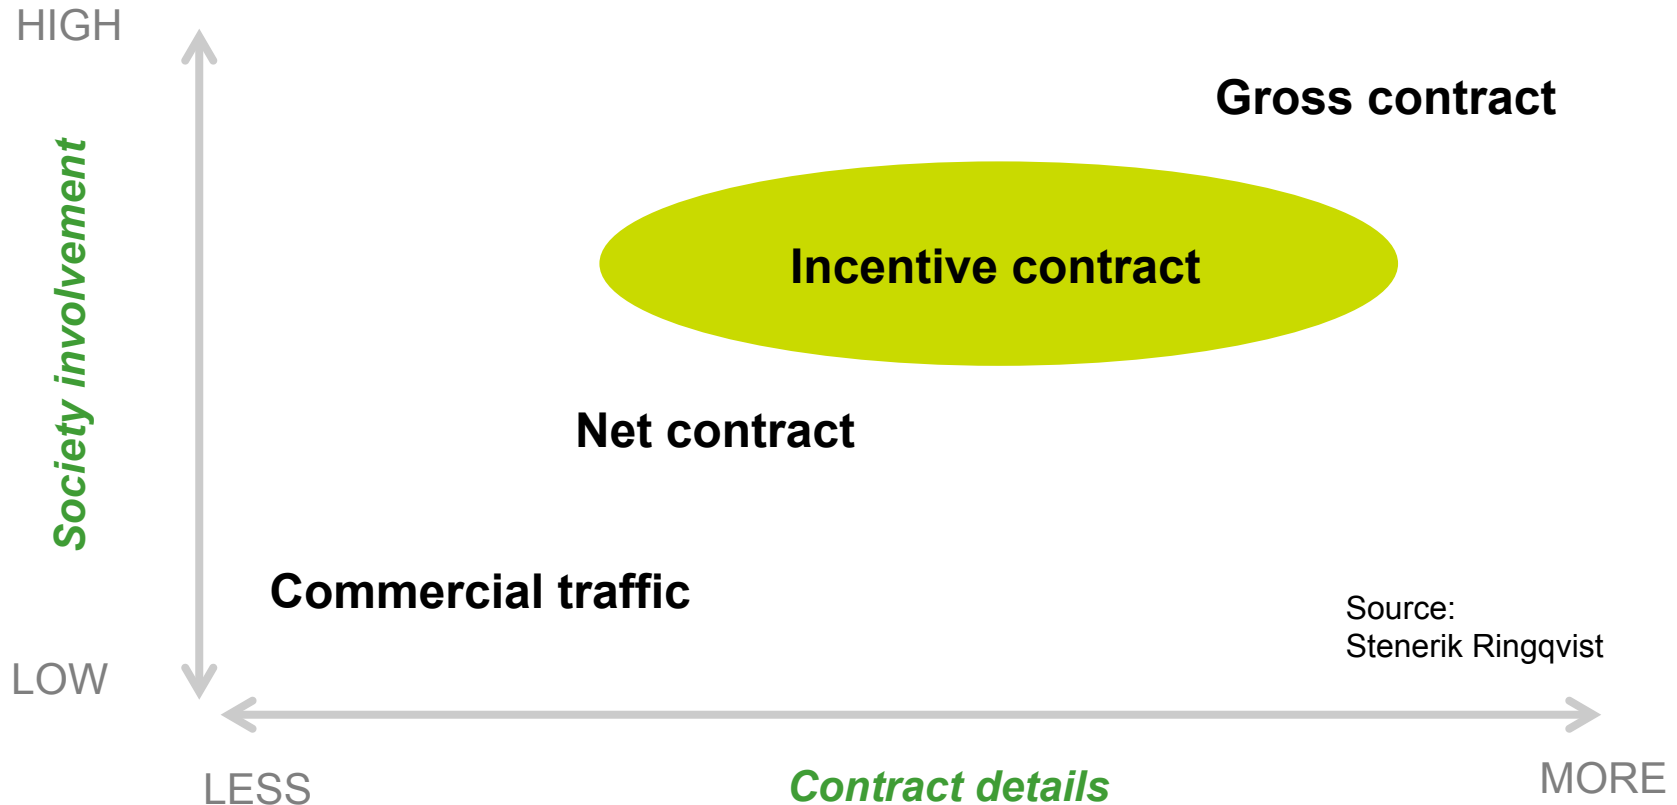 HIGH
Gross contract
Society involvement
Incentive contract
Net contract
Commercial traffic
Source:
Stenerik Ringqvist
LOW
LESS
Contract details
MORE